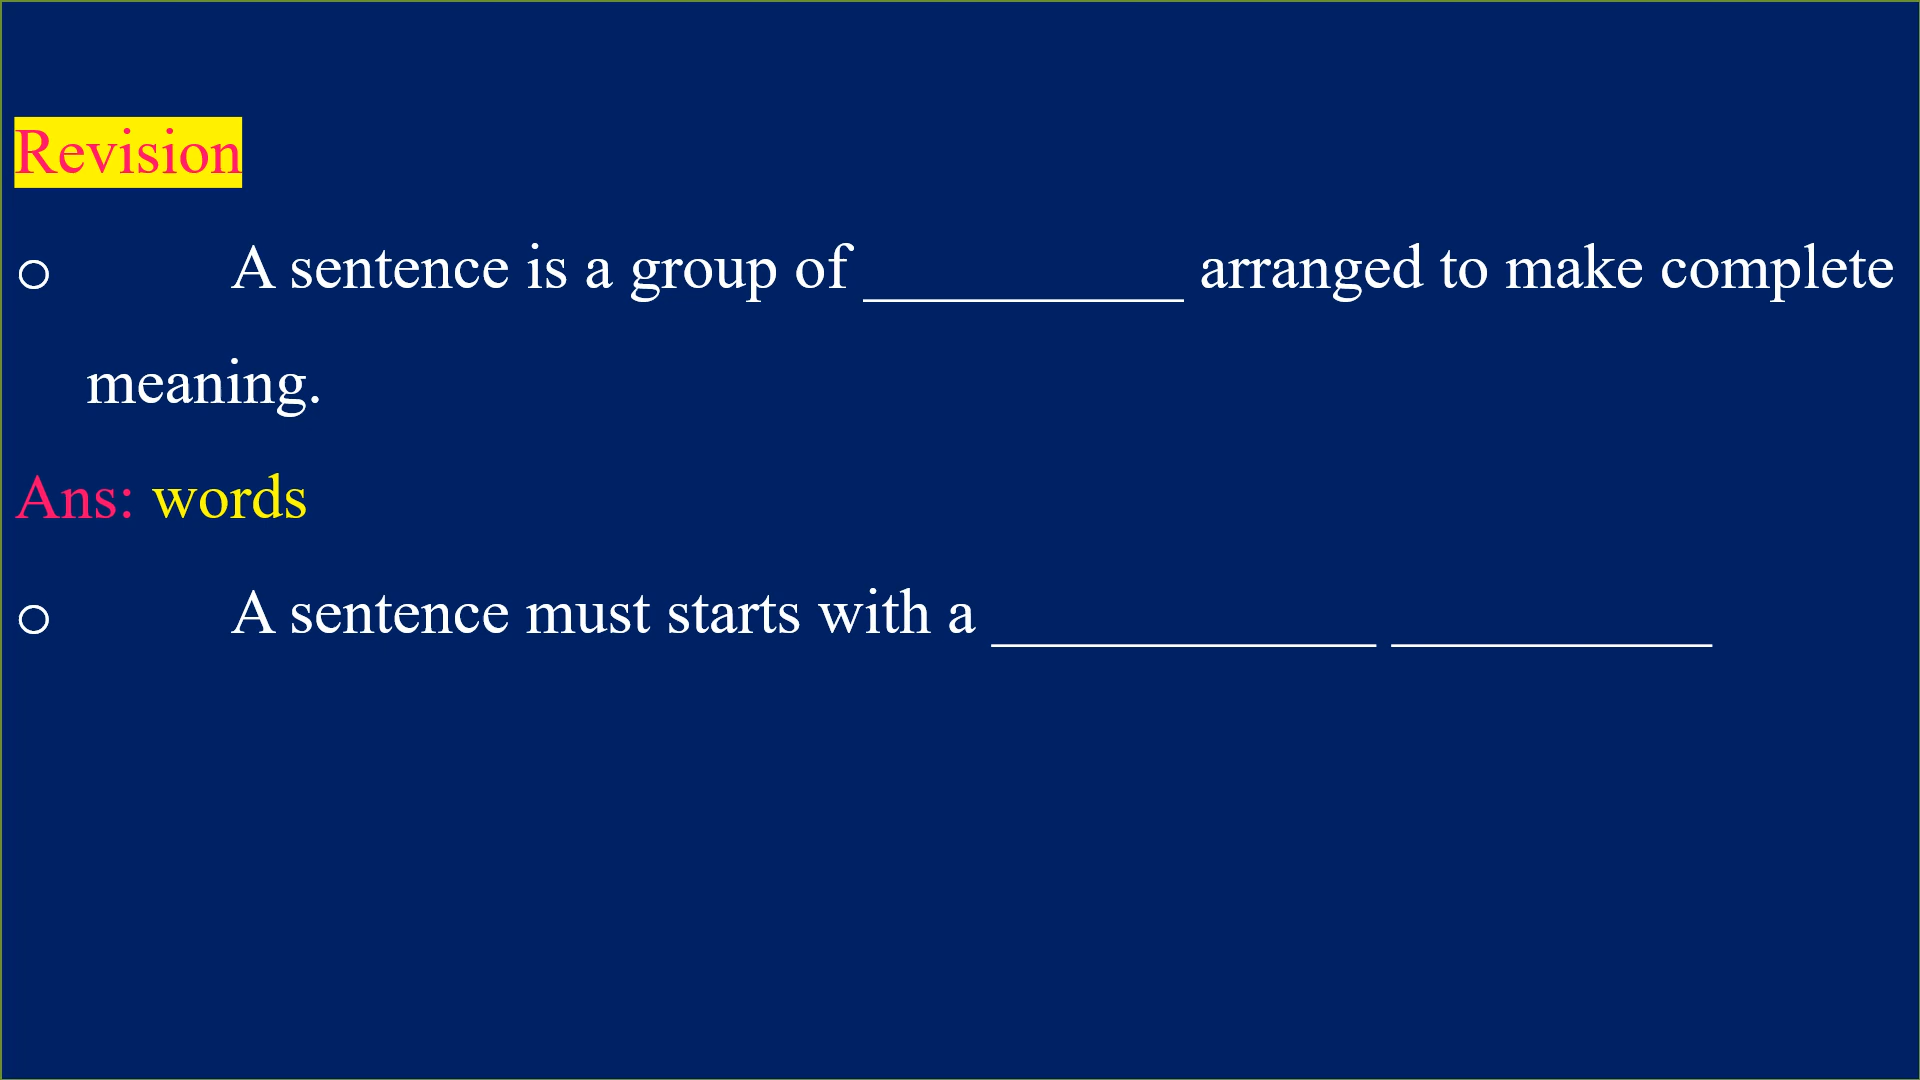 Revision
o A sentence is a group of __________ arranged to make complete
meaning.
Ans: words
o A sentence must starts with a ____________ __________